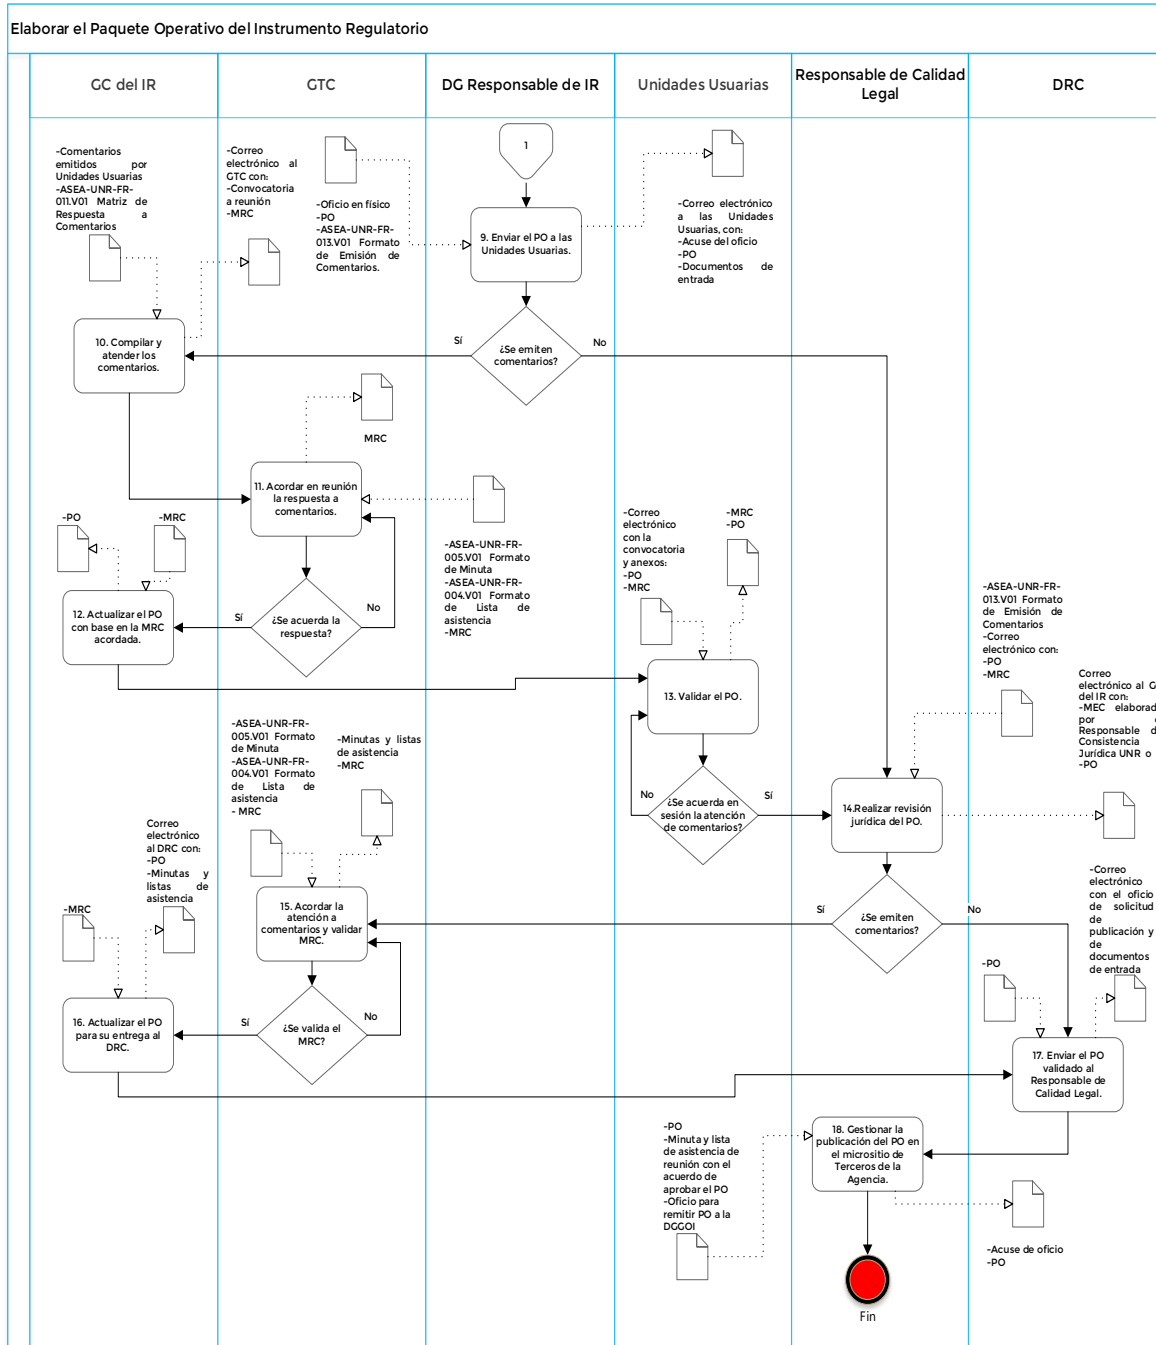 Elaborar el Paquete Operativo del Instrumento Regulatorio
GC del IR
GTC
DG Responsable de IR
Unidades Usuarias
Responsable de Calidad
Legal
DRC
-Comentarios
emitidos por
Unidades Usuarias
-ASEA-UNR-FR-
011.V01 Matriz de
Respuesta a
Comentarios
-Correo
electrónico al
GTC con:
-Convocatoria
a reunión
-MRC
-Oficio en físico
-PO
-ASEA-UNR-FR-
013.V01 Formato
de Emisión de
Comentarios.
1
9. Enviar el PO a las
Unidades Usuarias.
-Correo electrónico
a las Unidades
Usuarias, con:
-Acuse del oficio
-PO
-Documentos de
entrada
10. Compilar y
atender los
comentarios.
Sí
¿Se emiten
comentarios?
No
MRC
11. Acordar en reunión
la respuesta a
comentarios.
-ASEA-UNR-FR-
005.V01 Formato
de Minuta
-ASEA-UNR-FR-
004.V01 Formato
de Lista de
asistencia
-MRC
-PO
-MRC
12. Actualizar el PO
con base en la MRC
acordada.
Sí
¿Se acuerda la
respuesta?
No
-Correo
electrónico
con la
convocatoria
y anexos:
-PO
-MRC
-MRC
-PO
13. Validar el PO.
-ASEA-UNR-FR-
013.V01 Formato
de Emisión de
Comentarios
-Correo
electrónico con:
-PO
-MRC
Correo
electrónico al G
del IR con:
-MEC elaborad
por
Responsable d
Consistencia
Jurídica UNR o
-PO
No
¿Se acuerda en
sesión la atención
de comentarios?
Sí
14.Realizar revisión
jurídica del PO.
-ASEA-UNR-FR-
005.V01 Formato
de Minuta
-ASEA-UNR-FR-
004.V01 Formato
de Lista de
asistencia
- MRC
-Minutas y listas
de asistencia
-MRC
Correo
electrónico
al DRC con:
-PO
-Minutas y
listas de
asistencia
-MRC
15. Acordar la
atención a
comentarios y validar
MRC.
Sí
¿Se emiten
comentarios?
No
-Correo
electrónico
con el oficio
de solicitud
de
publicación y
de
documentos
de entrada
-PO
16. Actualizar el PO
para su entrega al
DRC.
Sí
¿Se valida el
MRC?
No
17. Enviar el PO
validado al
Responsable de
Calidad Legal.
-PO
-Minuta y lista
de asistencia de
reunión con el
acuerdo de
aprobar el PO
-Oficio para
remitir PO a la
DGGOI
18. Gestionar la
publicación del PO en
el micrositio de
Terceros de la
Agencia.
-Acuse de oficio
-PO
Fin